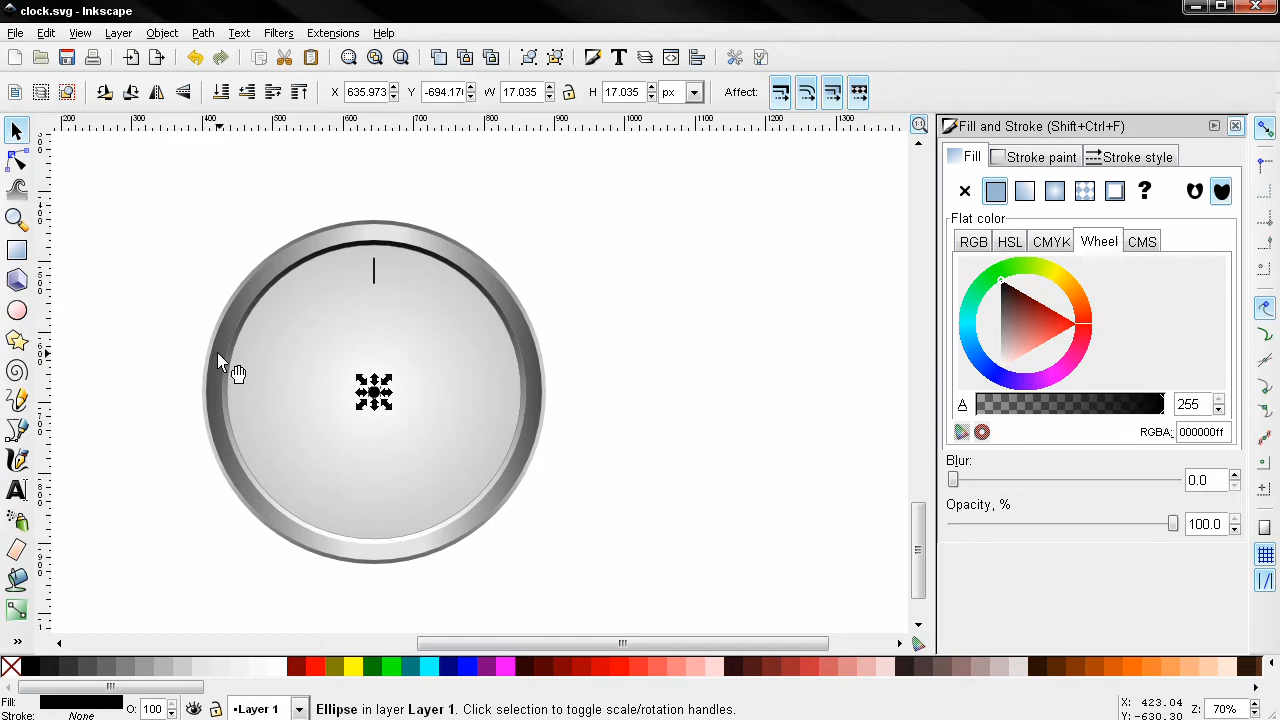 clock.svg - Inkscape
File Edit View Layer Object Path Text Filters Extensions Help
X 635.973 Y -694.17 W 17.035 H 17.035 px Affect:
200 300 400 500 600 700 800 900 1000 1100 1200 1300
Fill and Stroke (Shift+Ctrl+F)
Fill Stroke paint Stroke style
?
Flat color
RGB HSL CMYK Wheel CMS
A 255
RGBA: 000000ff
Blur:
0.0
Opacity, %
100.0
Fill:
Stroke: None
O: 100
Layer 1
Ellipse in layer Layer 1. Click selection to toggle scale/rotation handles.
X: 423.04
Z: 70%